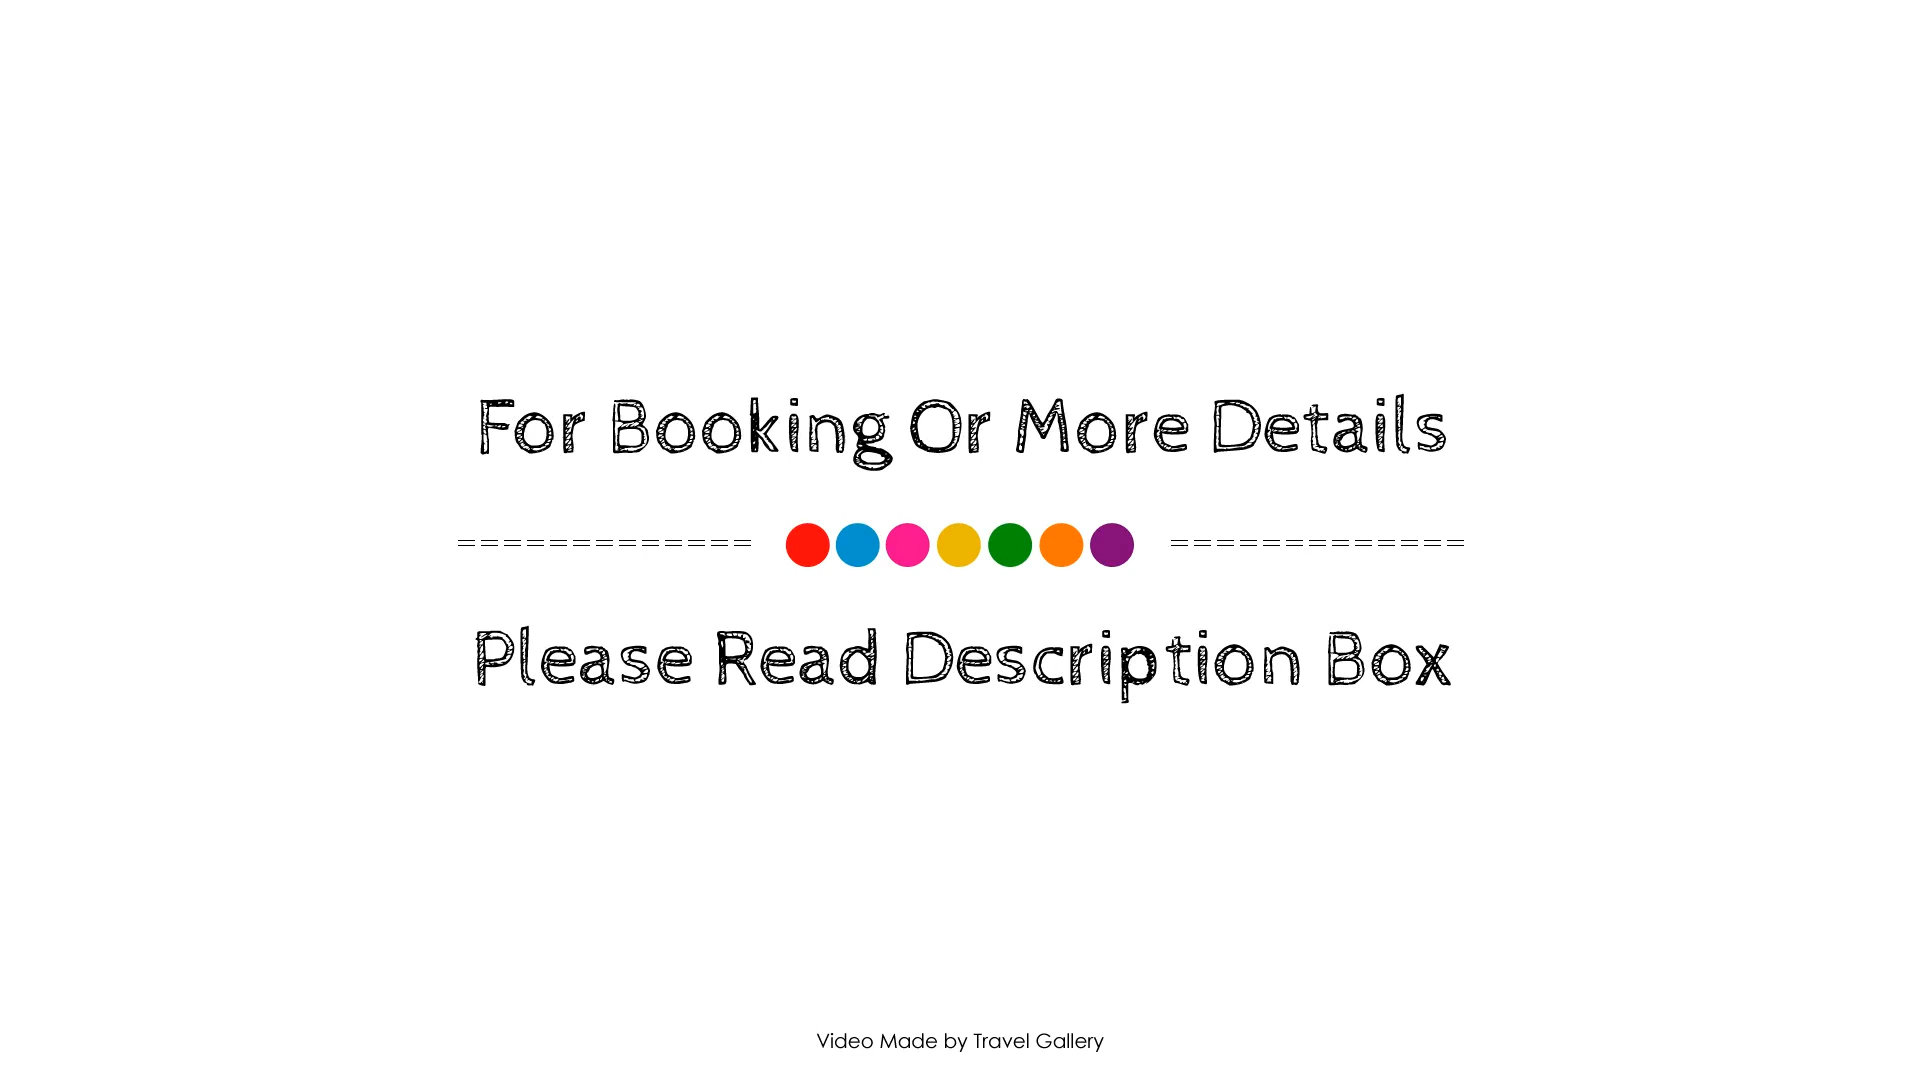 For Booking Or More Details
============= =============
Please Read Description Box
Video Made by Travel Gallery